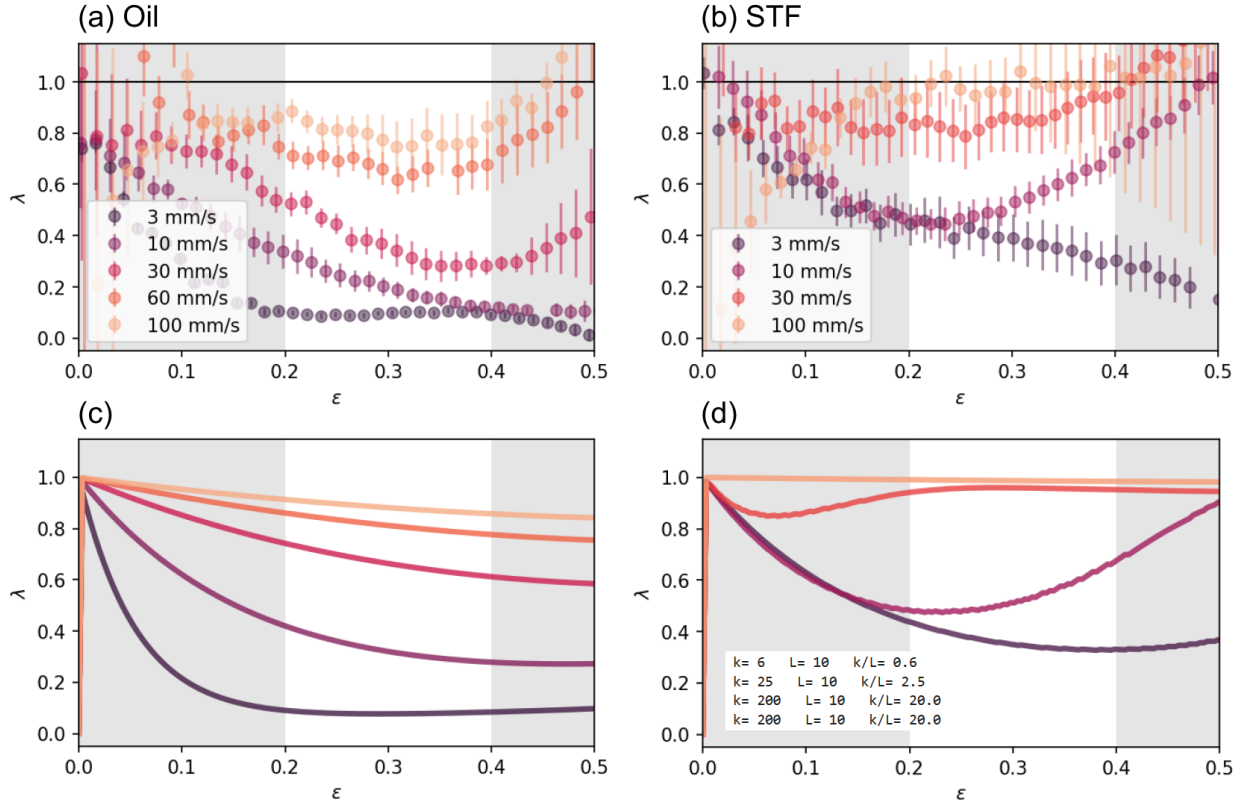 (a) Oil
λ
1.0
0.8
0.6
0.4
0.2
0.0
3 mm/s
10 mm/s
30 mm/s
60 mm/s
100 mm/s
0.0 0.1 0.2 0.3 0.4 0.5
ε
(b) STF
λ
1.0
0.8
0.6
0.4
0.2
0.0
3 mm/s
10 mm/s
30 mm/s
100 mm/s
0.0 0.1 0.2 0.3 0.4 0.5
ε
(c)
λ
1.0
0.8
0.6
0.4
0.2
0.0
0.0 0.1 0.2 0.3 0.4 0.5
ε
(d)
λ
1.0
0.8
0.6
0.4
0.2
0.0
k= 6 L= 10 k/L= 0.6
k= 25 L= 10 k/L= 2.5
k= 200 L= 10 k/L= 20.0
k= 200 L= 10 k/L= 20.0
0.0 0.1 0.2 0.3 0.4 0.5
ε